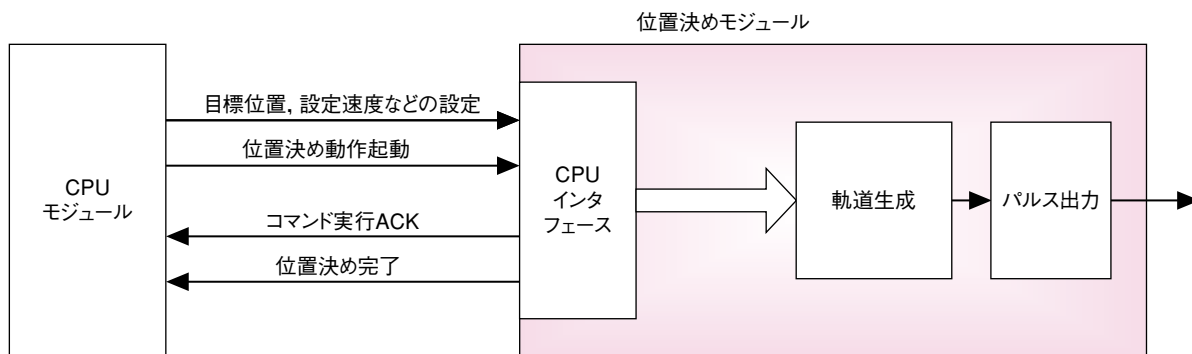 位置決めモジュール
目標位置，設定速度などの設定
位置決め動作起動
CPU
モジュール
CPU
インタ
フェース
軌道生成
パルス出力
コマンド実行ACK
位置決め完了